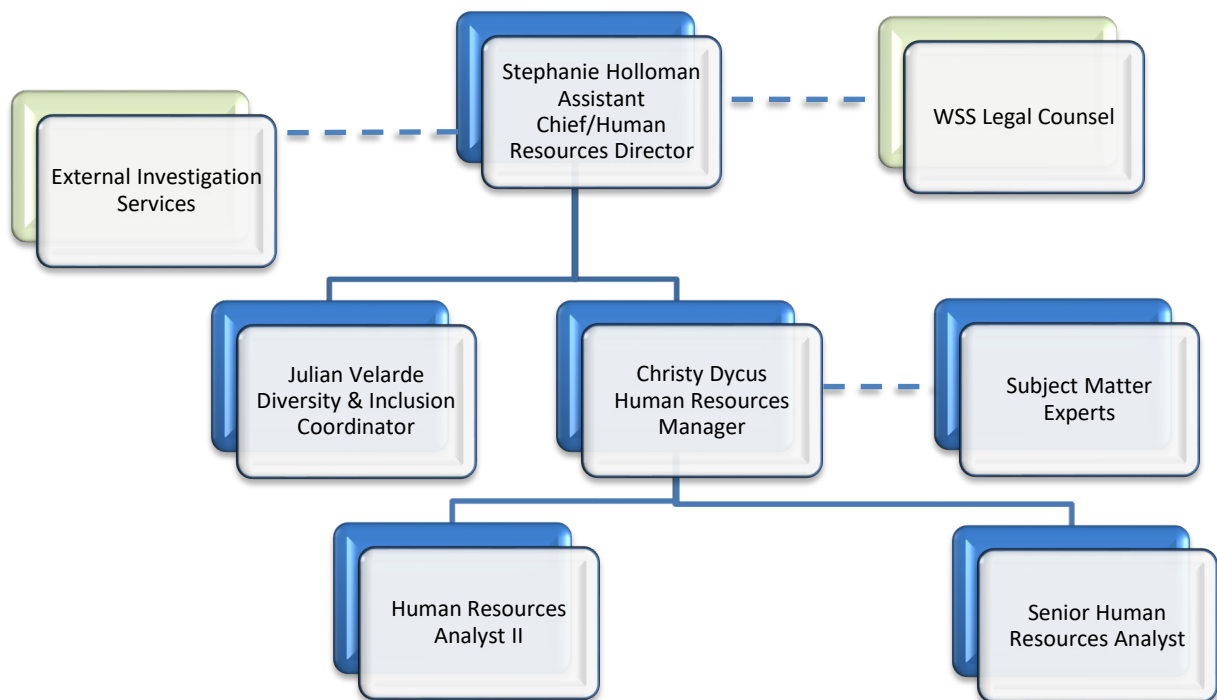 Stephanie Holloman
Assistant
Chief/Human
Resources Director
WSS Legal Counsel
External Investigation
Services
Julian Velarde
Diversity & Inclusion
Coordinator
Christy Dycus
Human Resources
Manager
Subject Matter
Experts
Human Resources
Analyst II
Senior Human
Resources Analyst